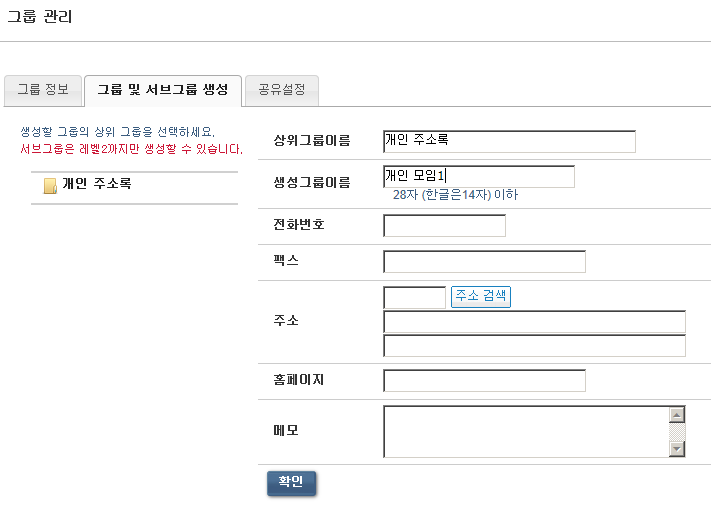 그룹 관리
그룹 정보
그룹 및 서브그룹 생성
공유설정
생성할 그룹의 상위 그룹을 선택하세요.
서브그룹은 레벨2까지만 생성할 수 있습니다.
개인 주소록
상위그룹이름
개인 주소록
생성그룹이름
개인 모임1
28자 (한글은14자) 이하
전화번호
팩스
주소
주소 검색
홈페이지
메모
확인